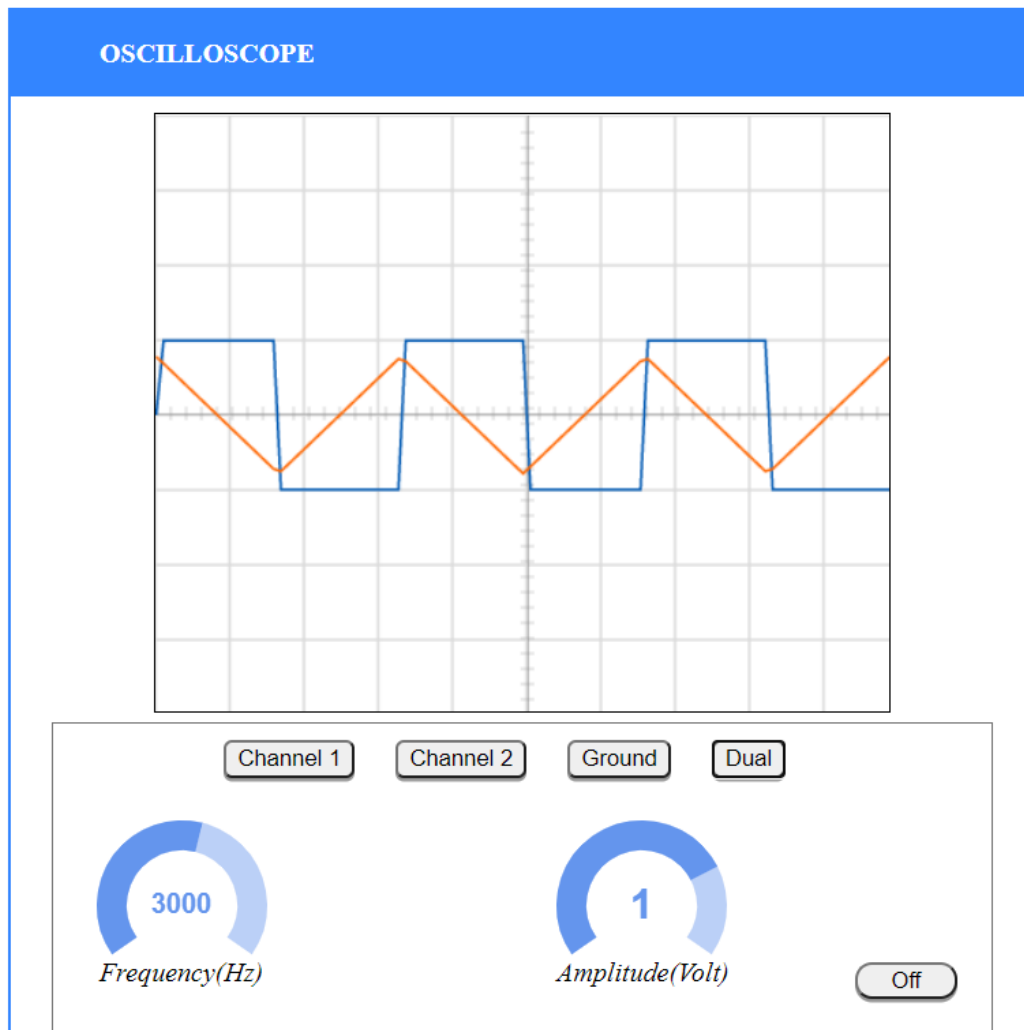 OSCILLOSCOPE
Channel 1 Channel 2 Ground Dual
3000 1
Frequency(Hz) Amplitude(Volt)
Off